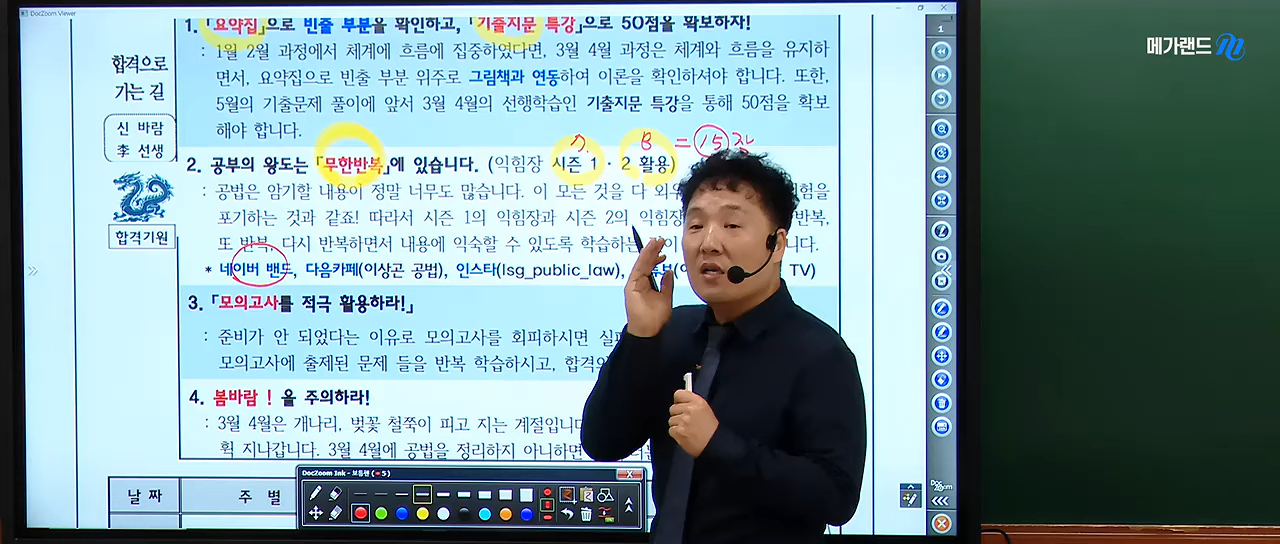 DocZoom Viewer
메가랜드
1. 「요약집」으로 빈출 부분을 확인하고, 「기출지문 특강」으로 50점을 확보하자!
: 1월 2월 과정에서 체계에 흐름에 집중하였다면, 3월 4월 과정은 체계와 흐름을 유지하
면서, 요약집으로 빈출 부분 위주로 그림책과 연동하여 이론을 확인하셔야 합니다. 또한,
5월의 기출문제 풀이에 앞서 3월 4월의 선행학습인 기출지문 특강을 통해 50점을 확보
해야 합니다.
합격으로
가는 길
신 바람
李 선생
합격기원
B = 15장
2. 공부의 왕도는 「무한반복」에 있습니다. (익힘장 시즌 1 · 2 활용)
: 공법은 암기할 내용이 정말 너무도 많습니다. 이 모든 것을 다 외우 험을
포기하는 것과 같죠! 따라서 시즌 1의 익힘장과 시즌 2의 익힘장 반복,
또 반복, 다시 반복하면서 내용에 익숙할 수 있도록 학습하는 니다.
* 네이버 밴드, 다음카페(이상곤 공법), 인스타(lsg_public_law), TV)
3. 「모의고사를 적극 활용하라!」
: 준비가 안 되었다는 이유로 모의고사를 회피하시면 실
모의고사에 출제된 문제 들을 반복 학습하시고, 합격
4. 봄바람 ! 을 주의하라!
: 3월 4월은 개나리, 벚꽃 철쭉이 피고 지는 계절입니다
획 지나갑니다. 3월 4월에 공법을 정리하지 아니하면
날 짜 주 별
DocZoom Ink - 보통펜 ( 5 )
1
Doc
Zoom